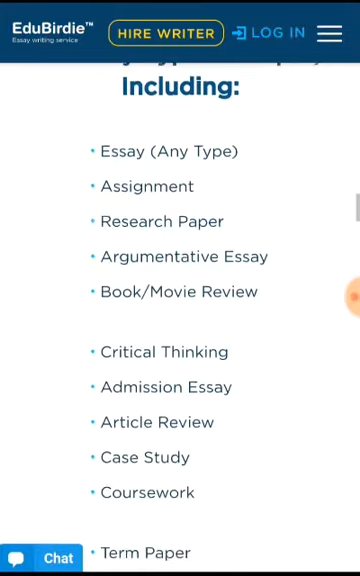 EduBirdie™
Essay writing service
HIRE WRITER
LOG IN
Including:
• Essay (Any Type)
• Assignment
• Research Paper
• Argumentative Essay
• Book/Movie Review
• Critical Thinking
• Admission Essay
• Article Review
• Case Study
• Coursework
• Term Paper
Chat